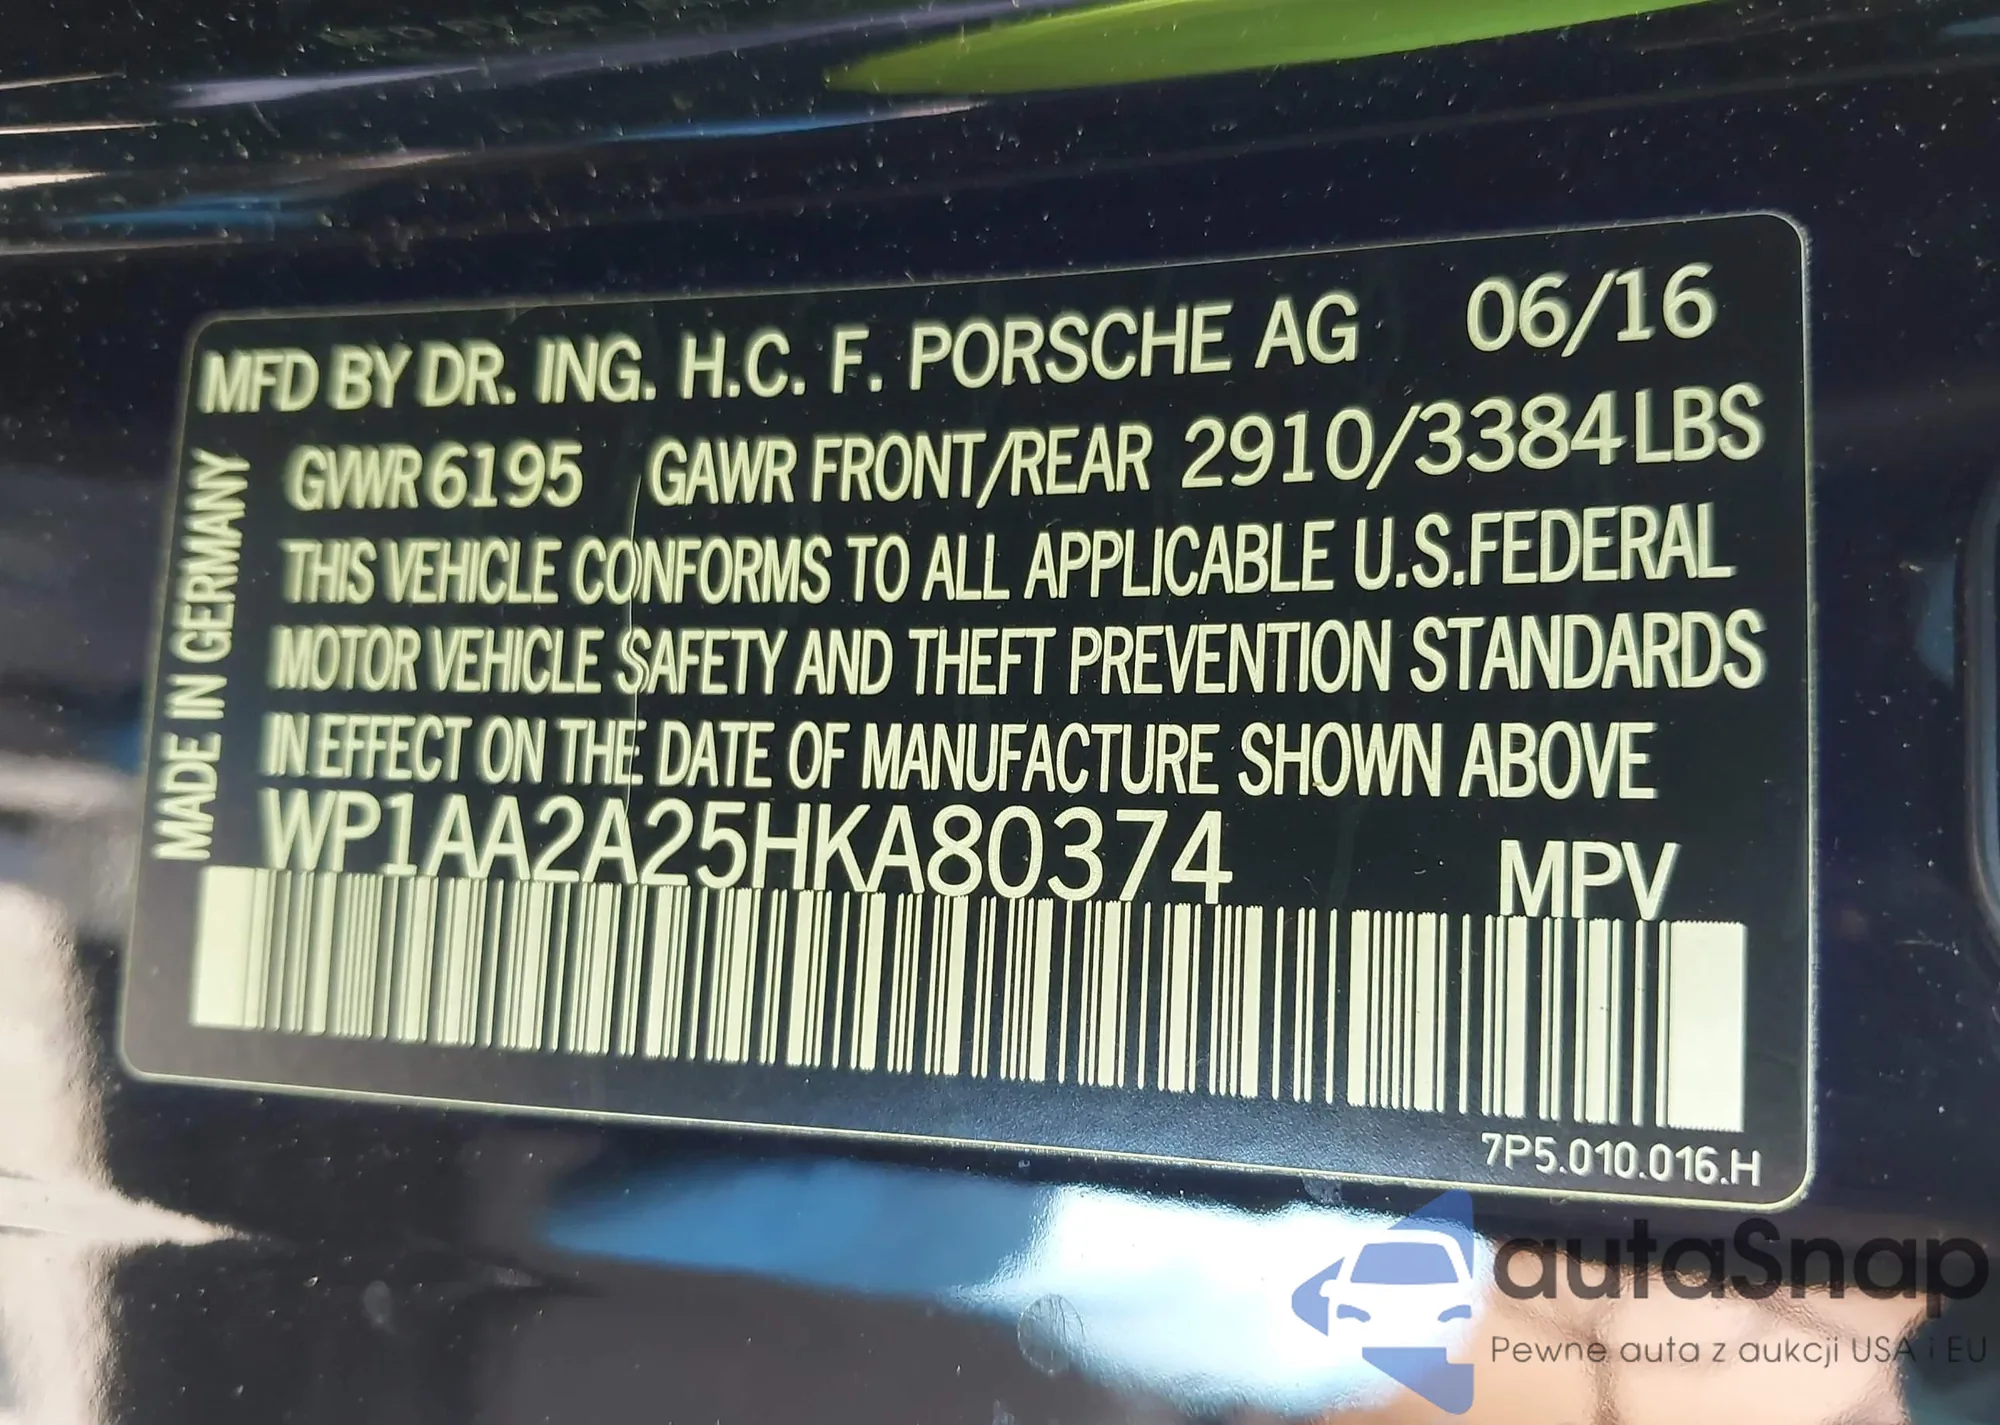 MFD BY DR. ING. H.C. F. PORSCHE AG 06/16
GVWR 6195 GAWR FRONT/REAR 2910/3384 LBS
THIS VEHICLE CONFORMS TO ALL APPLICABLE U.S.FEDERAL
MOTOR VEHICLE SAFETY AND THEFT PREVENTION STANDARDS
IN EFFECT ON THE DATE OF MANUFACTURE SHOWN ABOVE
WP1AA2A25HKA80374 MPV
MADE IN GERMANY
7P5.010.016.H
autaSnap
Pewne auta z aukcji USA i EU